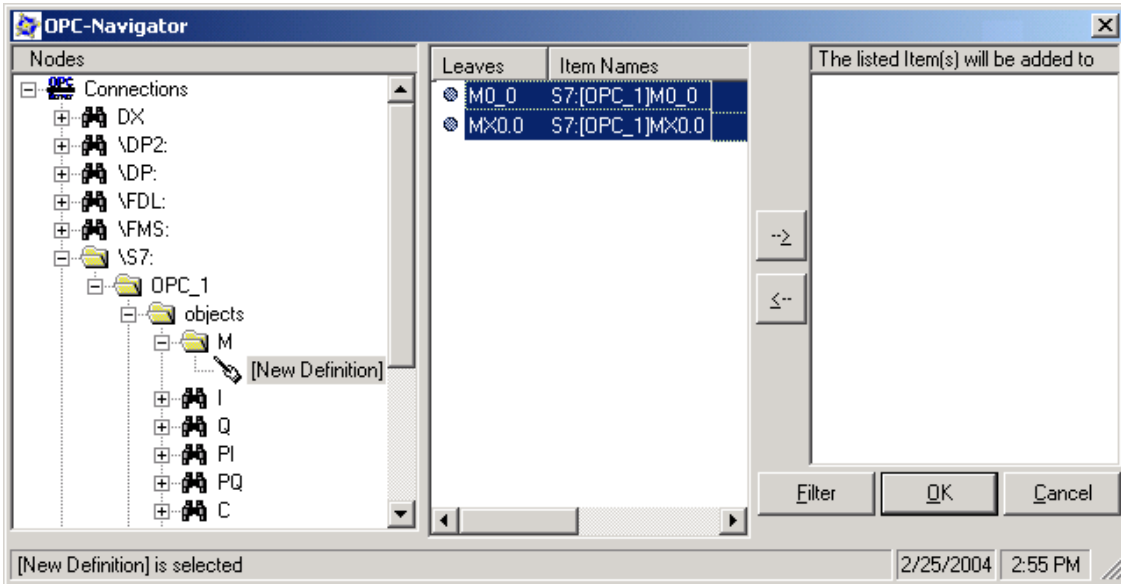 OPC-Navigator
Nodes
Connections
DX
\DP2:
\DP:
\FDL:
\FMS:
\S7:
OPC_1
objects
M
[New Definition]
I
Q
PI
PQ
C
Leaves Item Names
M0_0 S7:[OPC_1]M0_0
MX0.0 S7:[OPC_1]MX0.0
-->
<--
The listed Item(s) will be added to
Filter OK Cancel
[New Definition] is selected 2/25/2004 2:55 PM